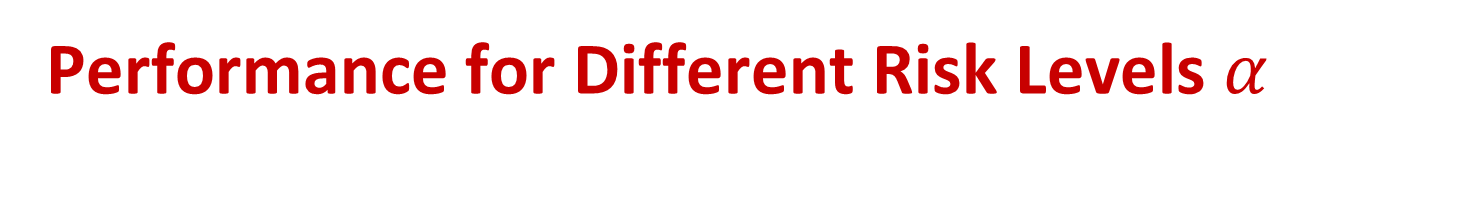 Performance for Different Risk Levels 𝛼